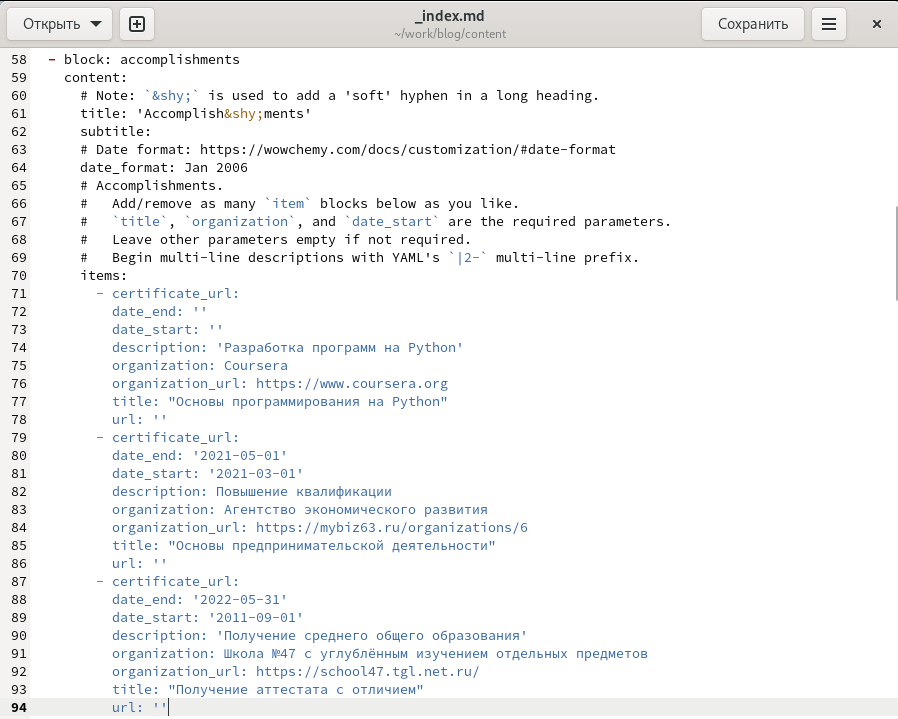 Открыть
_index.md
~/work/blog/content
Сохранить
58 - block: accomplishments
59 content:
60 # Note: `&shy;` is used to add a 'soft' hyphen in a long heading.
61 title: 'Accomplish&shy;ments'
62 subtitle:
63 # Date format: https://wowchemy.com/docs/customization/#date-format
64 date_format: Jan 2006
65 # Accomplishments.
66 #   Add/remove as many `item` blocks below as you like.
67 #   `title`, `organization`, and `date_start` are the required parameters.
68 #   Leave other parameters empty if not required.
69 #   Begin multi-line descriptions with YAML's `|2-` multi-line prefix.
70 items:
71 - certificate_url:
72 date_end: ''
73 date_start: ''
74 description: 'Разработка программ на Python'
75 organization: Coursera
76 organization_url: https://www.coursera.org
77 title: "Основы программирования на Python"
78 url: ''
79 - certificate_url:
80 date_end: '2021-05-01'
81 date_start: '2021-03-01'
82 description: Повышение квалификации
83 organization: Агентство экономического развития
84 organization_url: https://mybiz63.ru/organizations/6
85 title: "Основы предпринимательской деятельности"
86 url: ''
87 - certificate_url:
88 date_end: '2022-05-31'
89 date_start: '2011-09-01'
90 description: 'Получение среднего общего образования'
91 organization: Школа №47 с углублённым изучением отдельных предметов
92 organization_url: https://school47.tgl.net.ru/
93 title: "Получение аттестата с отличием"
94 url: ''